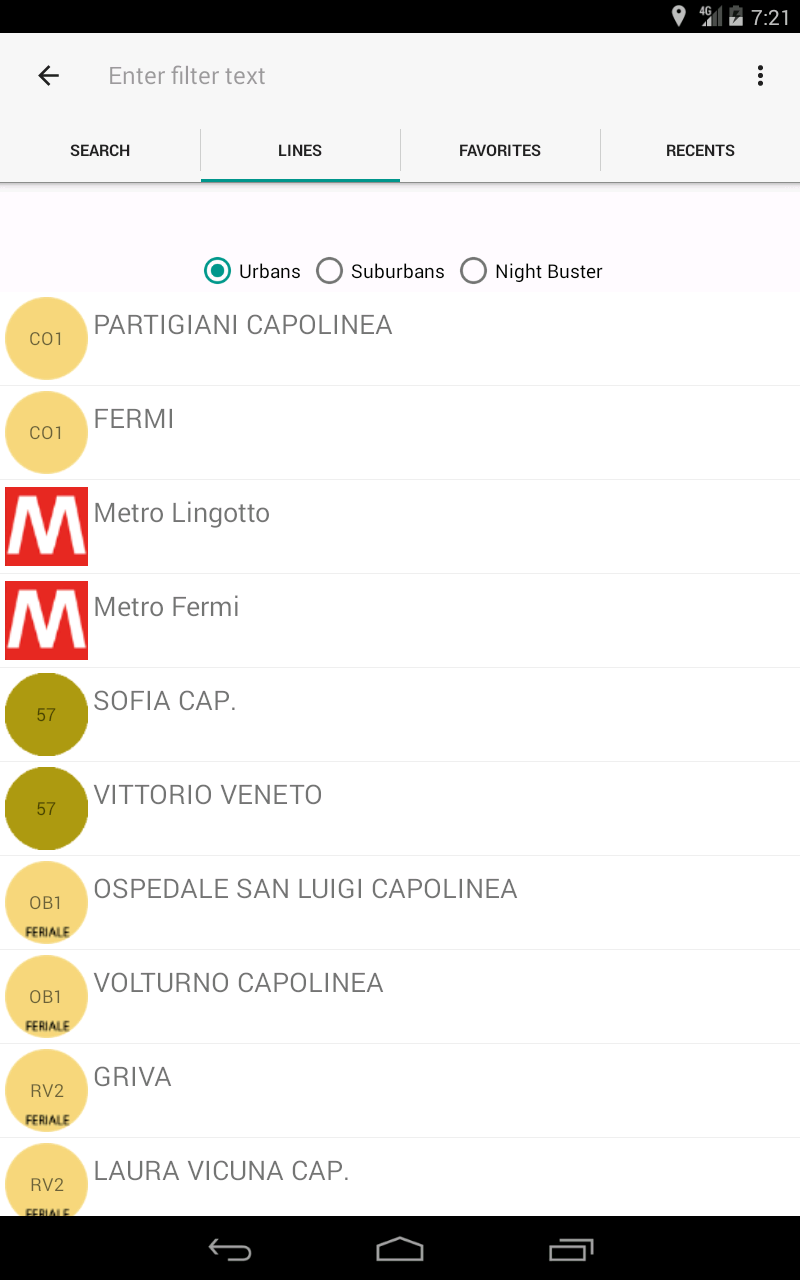 4G 7:21
Enter filter text
SEARCH LINES FAVORITES RECENTS
Urbans Suburbans Night Buster
CO1 PARTIGIANI CAPOLINEA
CO1 FERMI
M Metro Lingotto
M Metro Fermi
57 SOFIA CAP.
57 VITTORIO VENETO
OB1 OSPEDALE SAN LUIGI CAPOLINEA
FERIALE
OB1 VOLTURNO CAPOLINEA
FERIALE
RV2 GRIVA
FERIALE
RV2 LAURA VICUNA CAP.
FERIALE